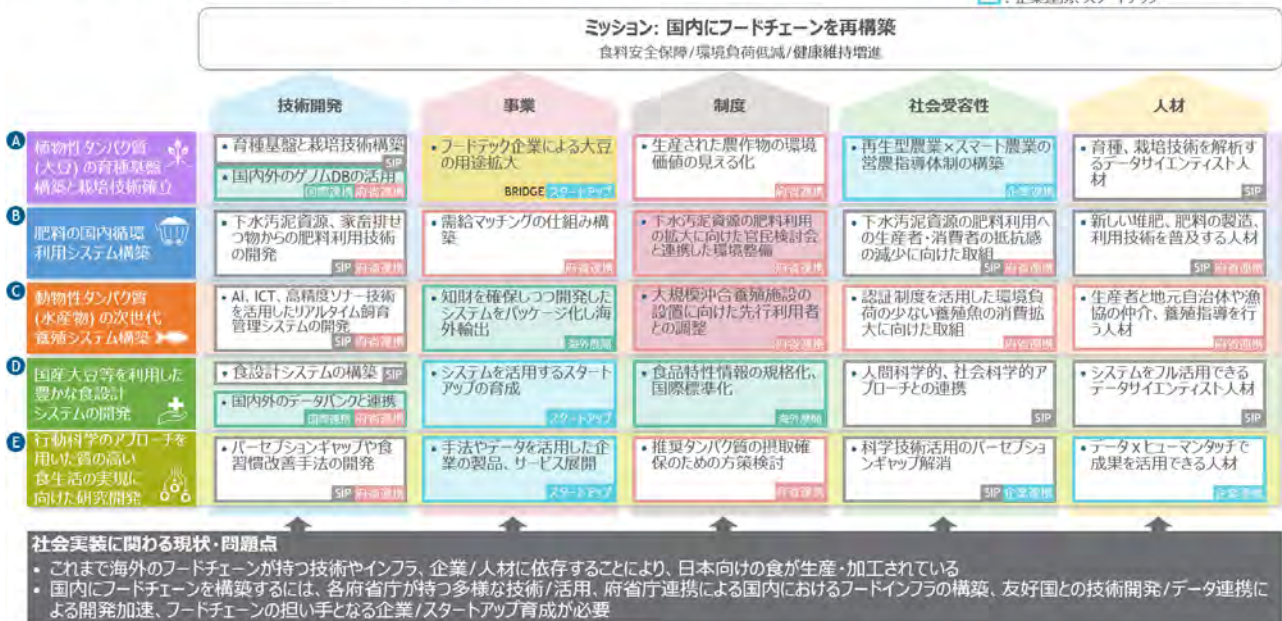 ミッション: 国内にフードチェーンを再構築
食料安全保障/環境負荷低減/健康維持増進
技術開発
事業
制度
社会受容性
人材
A
植物性タンパク質
(大豆) の育種基盤
構築と栽培技術確立
• 育種基盤と栽培技術構築
SIP
• 国内外のゲノムDBの活用
国際連携 府省連携
• フードテック企業による大豆
の用途拡大
BRIDGE スタートアップ
• 生産された農作物の環境
価値の見える化
府省連携
• 再生型農業×スマート農業の
営農指導体制の構築
企業連携
• 育種、栽培技術を解析す
るデータサイエンティスト人
材
SIP
B
肥料の国内循環
利用システム構築
• 下水汚泥資源、家畜排せ
つ物からの肥料利用技術
の開発
SIP 府省連携
• 需給マッチングの仕組み構
築
府省連携
• 下水汚泥資源の肥料利用
の拡大に向けた官民検討会
と連携した環境整備
府省連携
• 下水汚泥資源の肥料利用へ
の生産者・消費者の抵抗感
の減少に向けた取組
SIP 府省連携
• 新しい堆肥、肥料の製造、
利用技術を普及する人材
SIP 府省連携
C
動物性タンパク質
(水産物) の次世代
養殖システム構築
• AI、ICT、高精度ソナー技術
を活用したリアルタイム飼育
管理システムの開発
SIP 府省連携
• 知財を確保しつつ開発した
システムをパッケージ化し海
外輸出
海外展開
• 大規模沖合養殖施設の
設置に向けた先行利用者
との調整
府省連携
• 認証制度を活用した環境負
荷の少ない養殖魚の消費拡
大に向けた取組
府省連携
• 生産者と地元自治体や漁
協の仲介、養殖指導を行
う人材
府省連携
D
国産大豆等を利用した
豊かな食設計
システムの開発
• 食設計システムの構築
SIP
• 国内外のデータバンクと連携
国際連携 府省連携
• システムを活用するスタート
アップの育成
スタートアップ
• 食品特性情報の規格化、
国際標準化
海外展開
• 人間科学的、社会科学的ア
プローチとの連携
SIP
• システムをフル活用できる
データサイエンティスト人材
SIP
E
行動科学のアプローチを
用いた質の高い
食生活の実現に
向けた研究開発
• パーセプションギャップや食
習慣改善手法の開発
SIP 府省連携
• 手法やデータを活用した企
業の製品、サービス展開
スタートアップ
• 推奨タンパク質の摂取確
保のための方策検討
府省連携
• 科学技術活用のパーセプショ
ンギャップ解消
SIP 企業連携
• データ×ヒューマンタッチで
成果を活用できる人材
企業連携
社会実装に関わる現状・問題点
• これまで海外のフードチェーンが持つ技術やインフラ、企業/人材に依存することにより、日本向けの食が生産・加工されている
• 国内にフードチェーンを構築するには、各府省庁が持つ多様な技術/活用、府省庁連携による国内におけるフードインフラの構築、友好国との技術開発/データ連携に
よる開発加速、フードチェーンの担い手となる企業/スタートアップ育成が必要